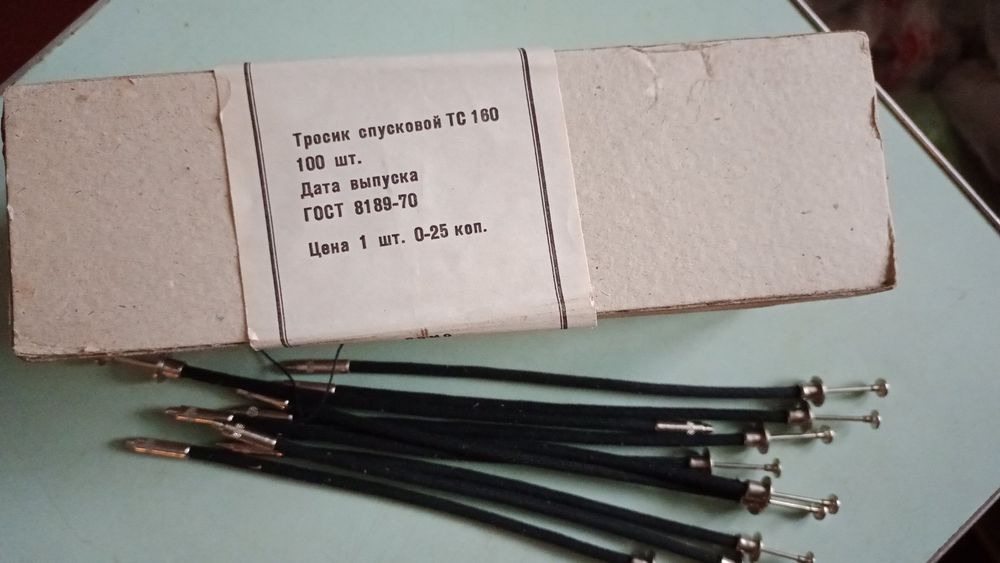 Тросик спусковой ТС 160
100 шт.
Дата выпуска
ГОСТ 8189-70
Цена 1 шт. 0-25 коп.